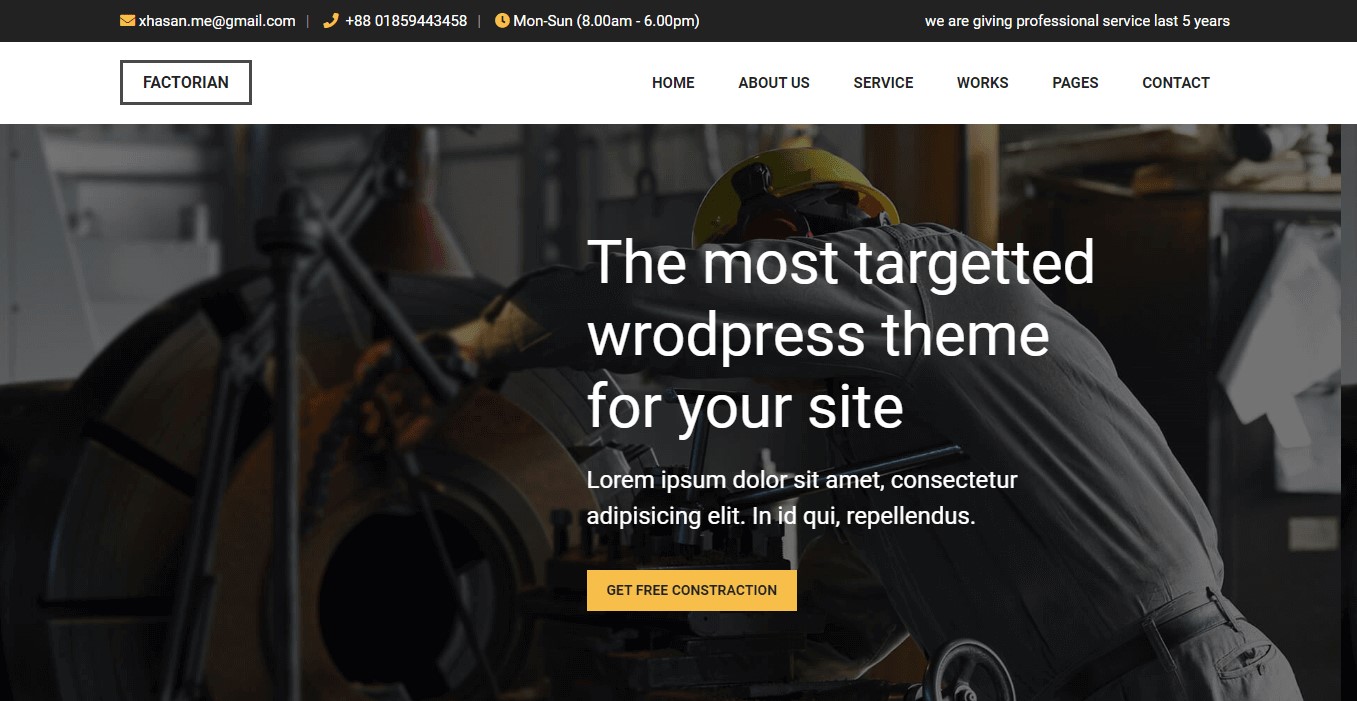 xhasan.me@gmail.com | +88 01859443458 | Mon-Sun (8.00am - 6.00pm)
we are giving professional service last 5 years
FACTORIAN
HOME ABOUT US SERVICE WORKS PAGES CONTACT
The most targetted
wrodpress theme
for your site
Lorem ipsum dolor sit amet, consectetur
adipisicing elit. In id qui, repellendus.
GET FREE CONSTRACTION